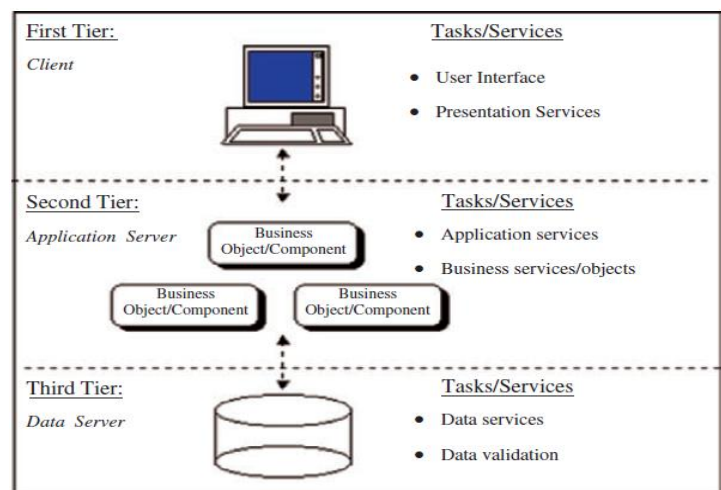 First Tier:
Client
Tasks/Services
• User Interface
• Presentation Services
Second Tier:
Application Server
Business
Object/Component
Business
Object/Component
Business
Object/Component
Tasks/Services
• Application services
• Business services/objects
Third Tier:
Data Server
Tasks/Services
• Data services
• Data validation